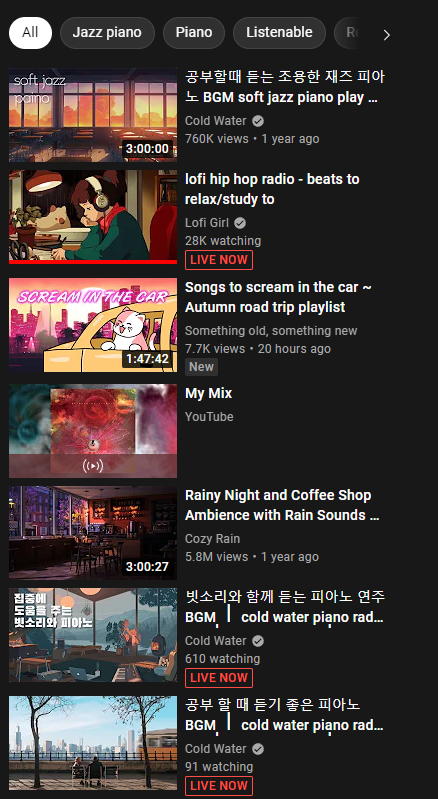 All
Jazz piano
Piano
Listenable
soft jazz
paino
3:00:00
공부할때 듣는 조용한 재즈 피아
노 BGM soft jazz piano play ...
Cold Water
760K views • 1 year ago
lofi hip hop radio - beats to
relax/study to
Lofi Girl
28K watching
LIVE NOW
SCREAM IN THE CAR
1:47:42
Songs to scream in the car ~
Autumn road trip playlist
Something old, something new
7.7K views • 20 hours ago
New
My Mix
YouTube
3:00:27
Rainy Night and Coffee Shop
Ambience with Rain Sounds ...
Cozy Rain
5.8M views • 1 year ago
집중에
도움을 주는
빗소리와 피아노
빗소리와 함께 듣는 피아노 연주
BGM ㅣ cold water piano rad...
Cold Water
610 watching
LIVE NOW
공부 할 때 듣기 좋은 피아노
BGM ㅣ cold water piano rad...
Cold Water
91 watching
LIVE NOW